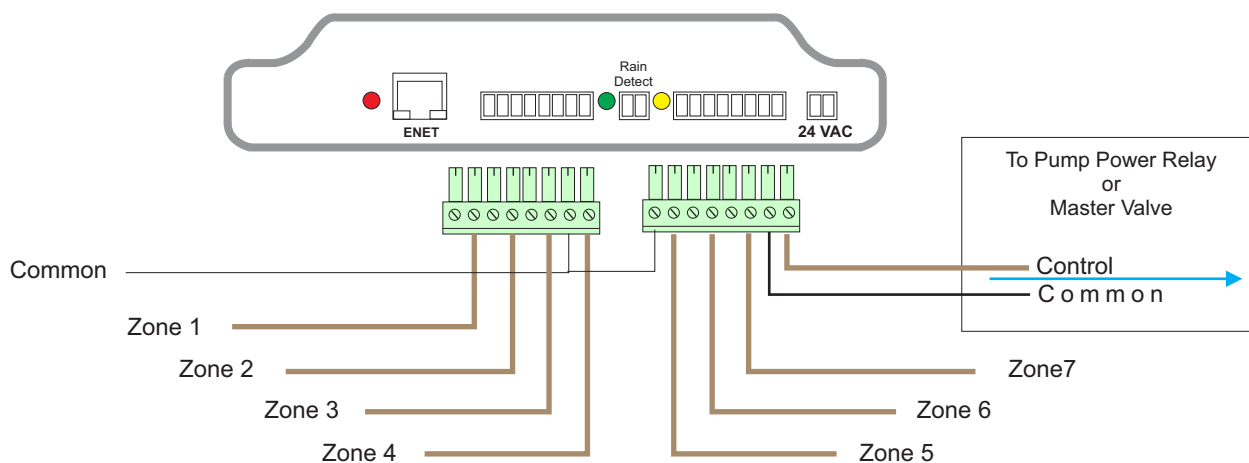 Rain
Detect
ENET
24 VAC
To Pump Power Relay
or
Master Valve
Common
Control
Common
Zone 1
Zone 2
Zone7
Zone 3
Zone 6
Zone 4
Zone 5